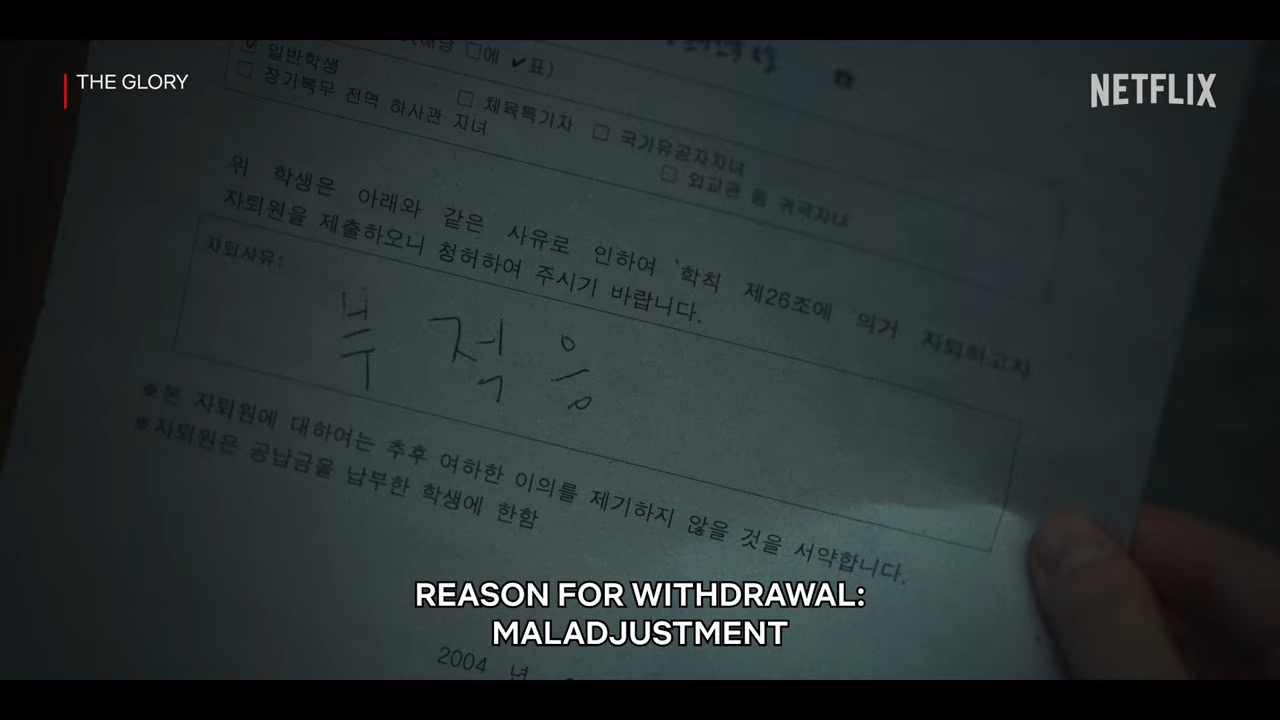 THE GLORY
NETFLIX
에 ✔표)
☑ 일반학생
□ 체육특기자 □ 국가유공자자녀
□ 장기복무 전역 하사관 자녀
□ 외교관 등 귀국자녀
위 학생은 아래와 같은 사유로 인하여 '학칙 제26조에 의거 자퇴하고자
자퇴원을 제출하오니 청허하여 주시기 바랍니다.
자퇴사유:
부적응
※본 자퇴원에 대하여는 추후 여하한 이의를 제기하지 않을 것을 서약합니다.
※자퇴원은 공납금을 납부한 학생에 한함
REASON FOR WITHDRAWAL:
MALADJUSTMENT
2004 년